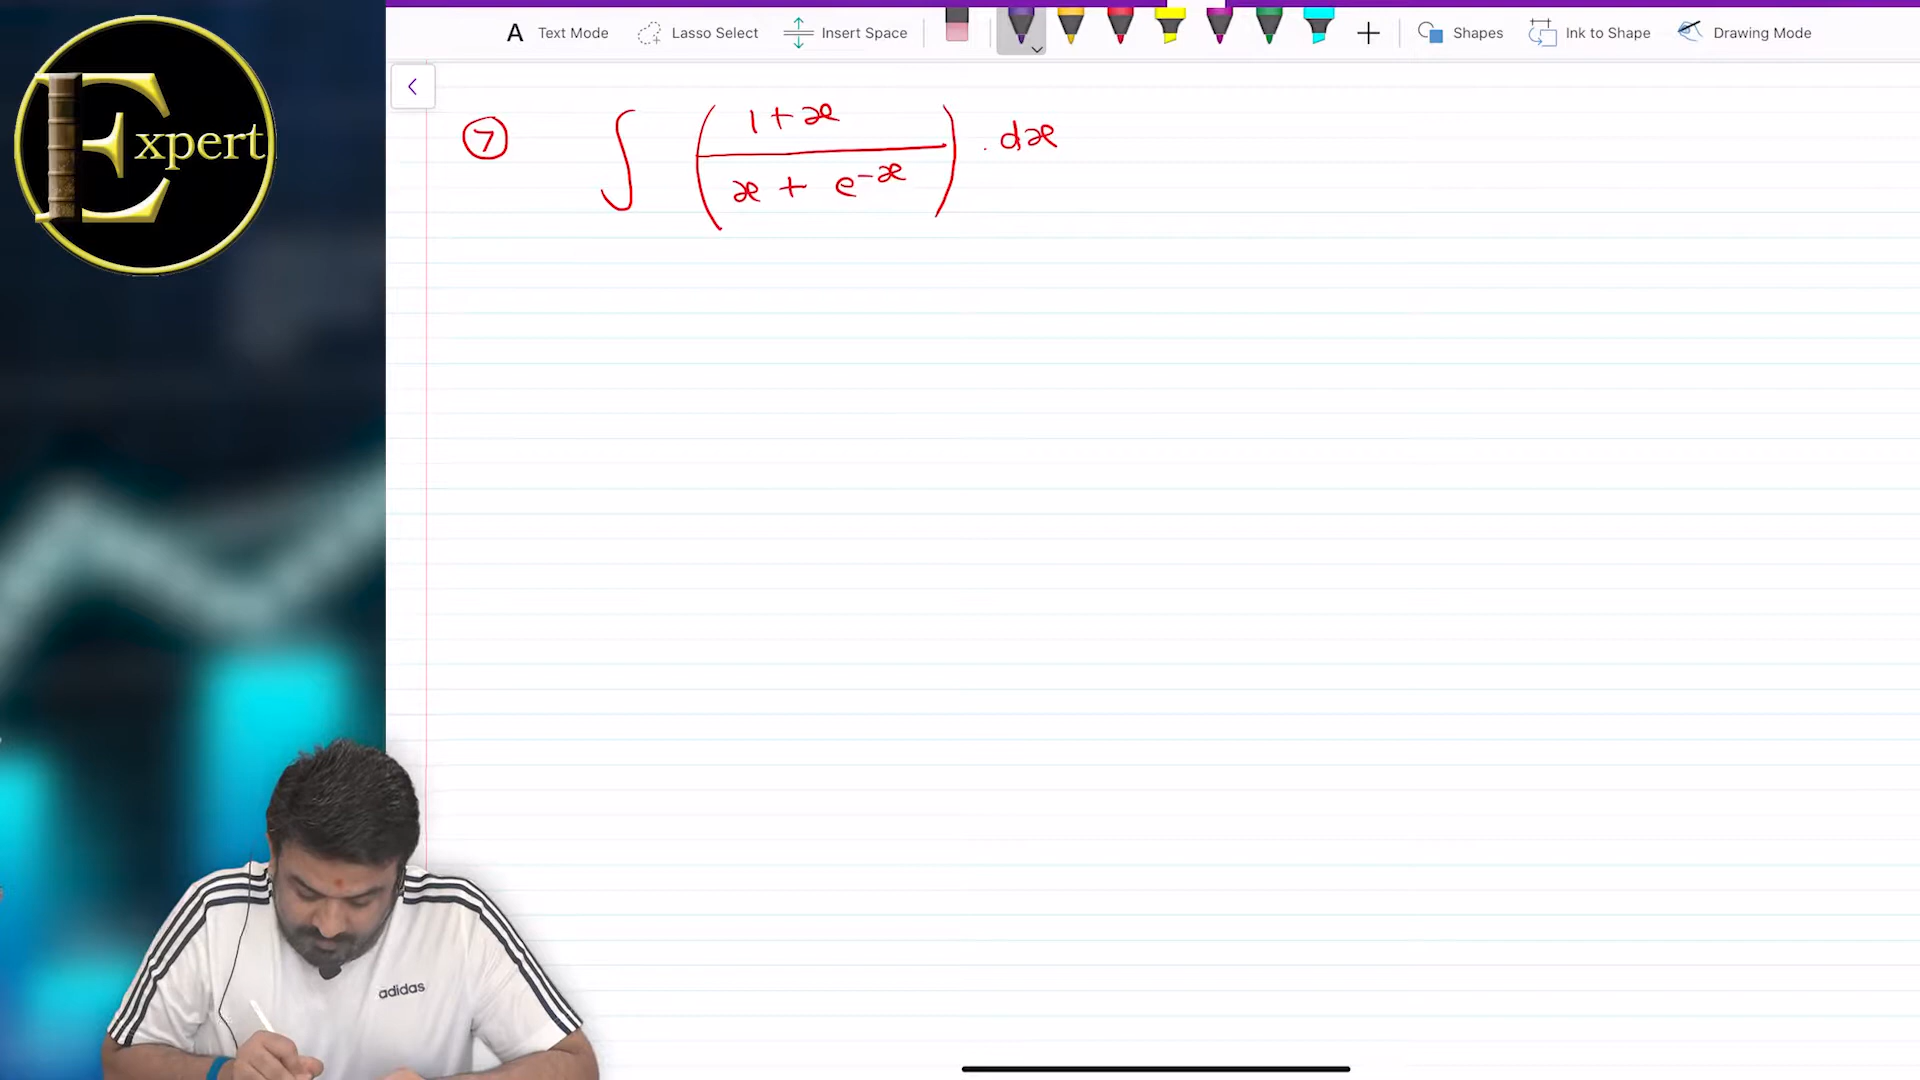 Expert
A Text Mode Lasso Select Insert Space Shapes Ink to Shape Drawing Mode
⑦ ∫ ( (1+x) / (x + e^{-x}) ) . dx
adidas